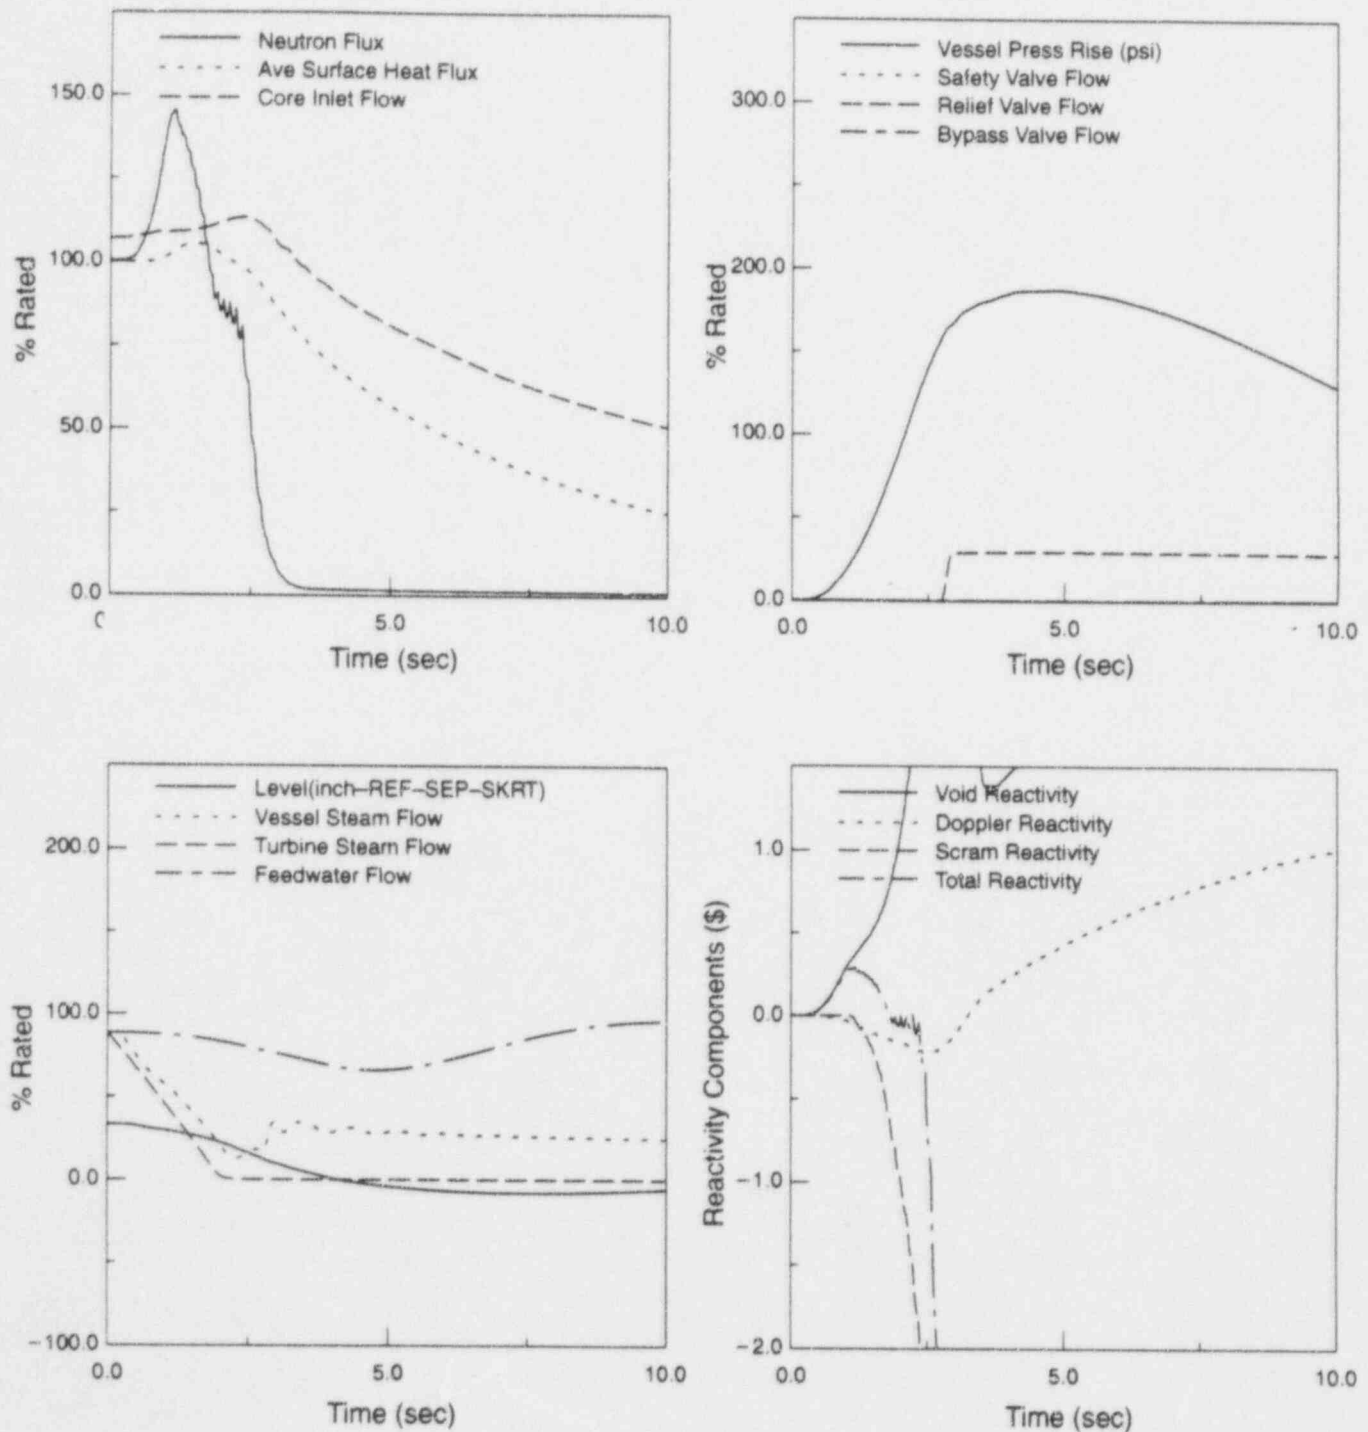 Neutron Flux
Ave Surface Heat Flux
Core Inlet Flow
150.0
100.0
50.0
0.0
% Rated
0 5.0 10.0
Time (sec)
Vessel Press Rise (psi)
Safety Valve Flow
Relief Valve Flow
Bypass Valve Flow
300.0
200.0
100.0
0.0
% Rated
0.0 5.0 10.0
Time (sec)
Level(inch-REF-SEP-SKRT)
Vessel Steam Flow
Turbine Steam Flow
Feedwater Flow
200.0
100.0
0.0
-100.0
% Rated
0.0 5.0 10.0
Time (sec)
Void Reactivity
Doppler Reactivity
Scram Reactivity
Total Reactivity
1.0
0.0
-1.0
-2.0
Reactivity Components ($)
0.0 5.0 10.0
Time (sec)